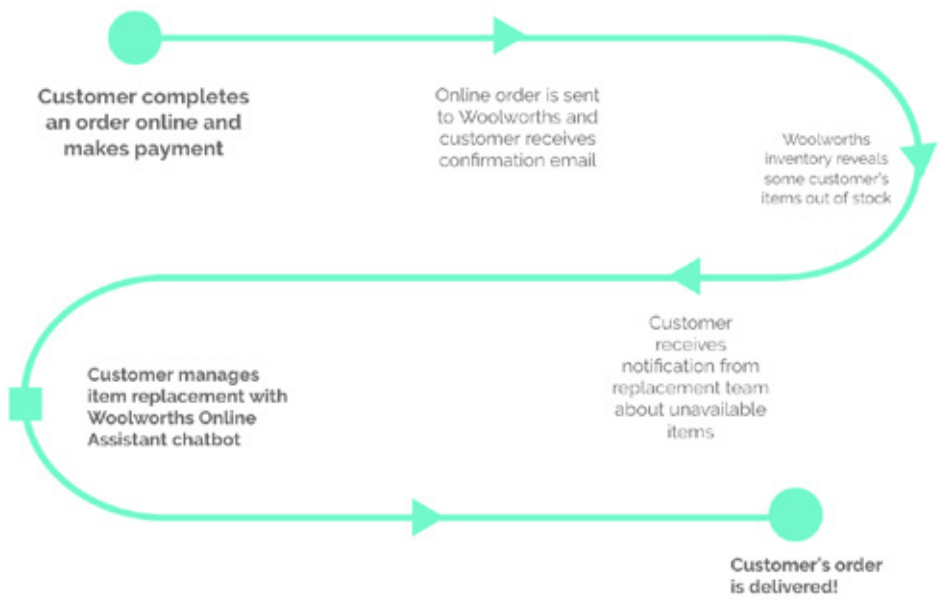 Customer completes
an order online and
makes payment
Online order is sent
to Woolworths and
customer receives
confirmation email
Woolworths
inventory reveals
some customer's
items out of stock
Customer
receives
notification from
replacement team
about unavailable
items
Customer manages
item replacement with
Woolworths Online
Assistant chatbot
Customer's order
is delivered!